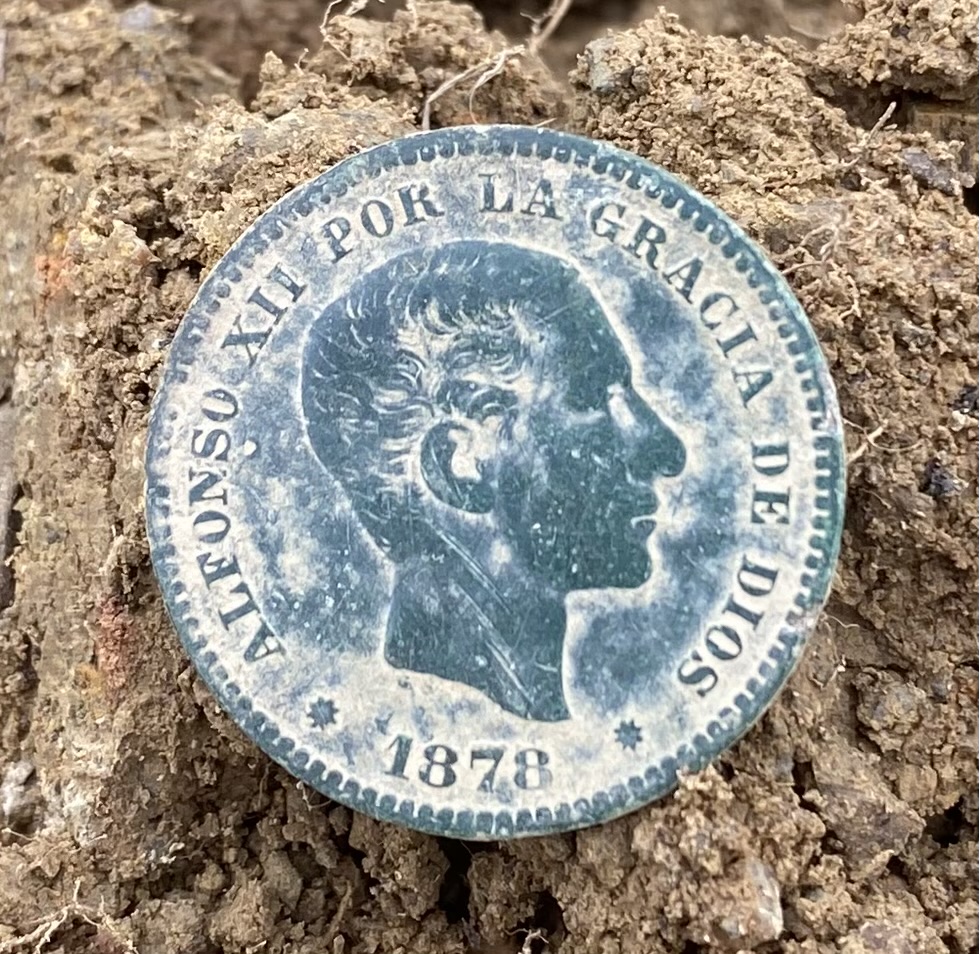 ALFONSO XII POR LA GRACIA DE DIOS
1878